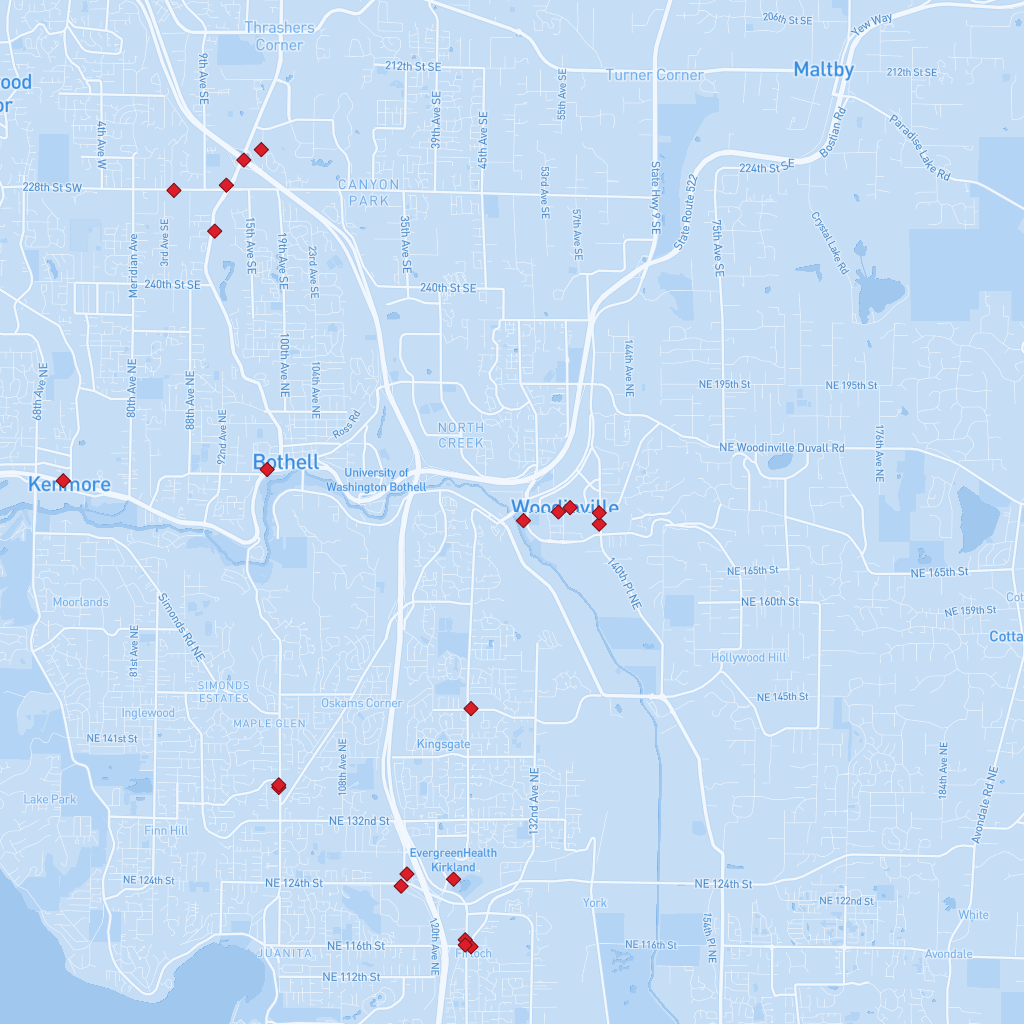 206th St SE
Yew Way
Thrashers
Corner
9th Ave SE
212th St SE
Turner Corner
Maltby
212th St SE
ood
or
55th Ave SE
39th Ave SE
45th Ave SE
4th Ave W
Bostian Rd
Paradise Lake Rd
224th St SE
228th St SW
CANYON
PARK
53rd Ave SE
State Hwy 9 SE
State Route 522
57th Ave SE
75th Ave SE
Crystal Lake Rd
3rd Ave SE
15th Ave SE
19th Ave SE
23rd Ave SE
35th Ave SE
Meridian Ave
240th St SE
240th St SE
68th Ave NE
80th Ave NE
88th Ave NE
92nd Ave NE
100th Ave NE
104th Ave NE
144th Ave NE
NE 195th St
NE 195th St
Ross Rd
NORTH
CREEK
NE Woodinville Duvall Rd
176th Ave NE
Bothell
University of
Washington Bothell
Kenmore
Woodinville
140th Pl NE
NE 165th St
NE 165th St
Moorlands
Simonds Rd NE
NE 160th St
NE 159th St
Cot
Cotta
81st Ave NE
Hollywood Hill
SIMONDS
ESTATES
Oskams Corner
NE 145th St
Inglewood
MAPLE GLEN
NE 141st St
Kingsgate
108th Ave NE
132nd Ave NE
184th Ave NE
Avondale Rd NE
Lake Park
Finn Hill
NE 132nd St
EvergreenHealth
Kirkland
NE 124th St
NE 124th St
NE 124th St
NE 122nd St
York
White
120th Ave NE
154th Pl NE
JUANITA
NE 116th St
NE 116th St
Avondale
NE 112th St